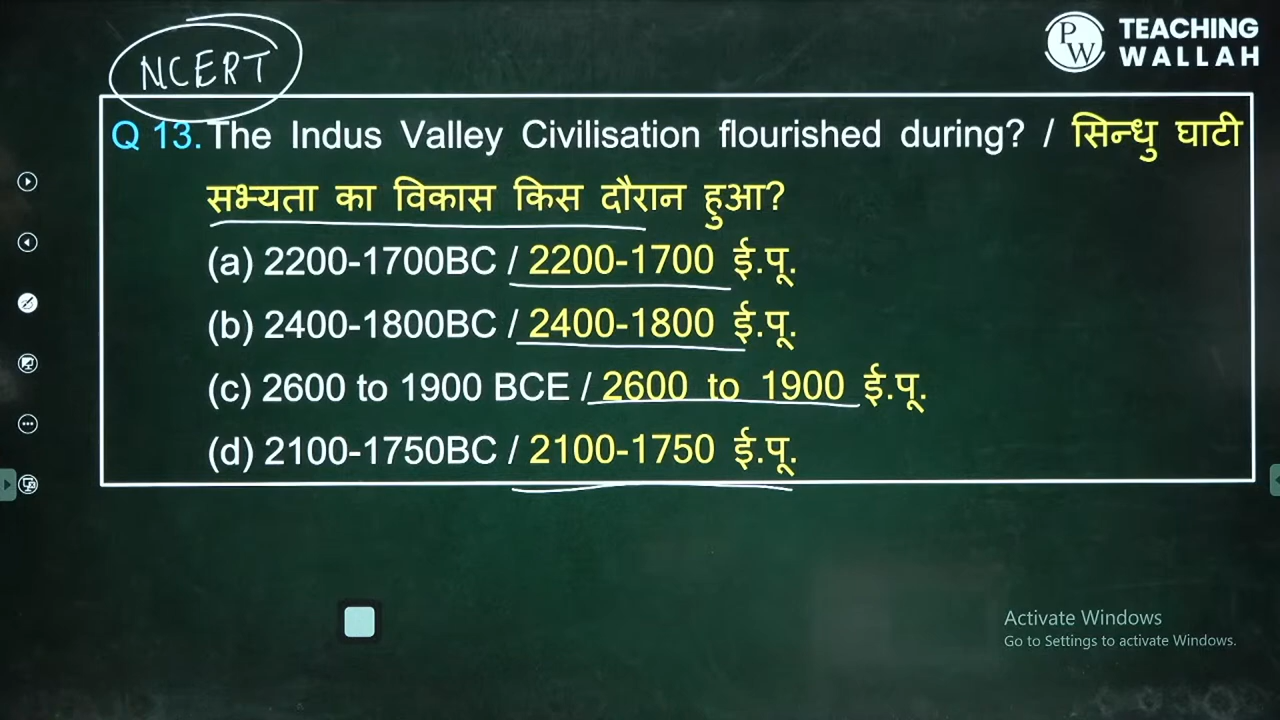 NCERT
PW TEACHING
WALLAH
Q 13. The Indus Valley Civilisation flourished during? / सिन्धु घाटी
सभ्यता का विकास किस दौरान हुआ?
(a) 2200-1700BC / 2200-1700 ई.पू.
(b) 2400-1800BC / 2400-1800 ई.पू.
(c) 2600 to 1900 BCE / 2600 to 1900 ई.पू.
(d) 2100-1750BC / 2100-1750 ई.पू.
Activate Windows
Go to Settings to activate Windows.